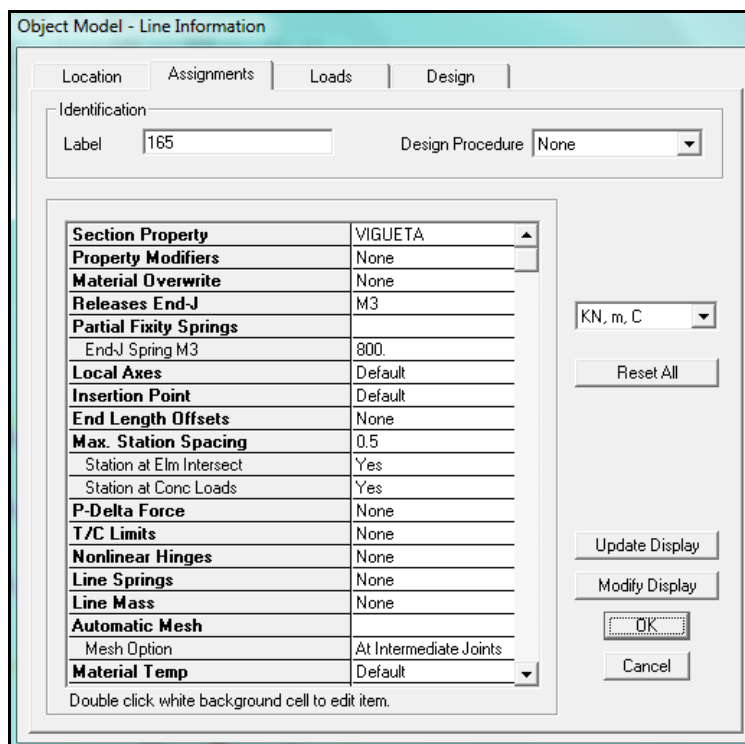 Object Model - Line Information
Location Assignments Loads Design
Identification
Label 165 Design Procedure None
Section Property VIGUETA
Property Modifiers None
Material Overwrite None
Releases End-J M3
Partial Fixity Springs
End-J Spring M3 800.
Local Axes Default
Insertion Point Default
End Length Offsets None
Max. Station Spacing 0.5
Station at Elm Intersect Yes
Station at Conc Loads Yes
P-Delta Force None
T/C Limits None
Nonlinear Hinges None
Line Springs None
Line Mass None
Automatic Mesh
Mesh Option At Intermediate Joints
Material Temp Default
Double click white background cell to edit item.
KN, m, C
Reset All
Update Display
Modify Display
OK
Cancel